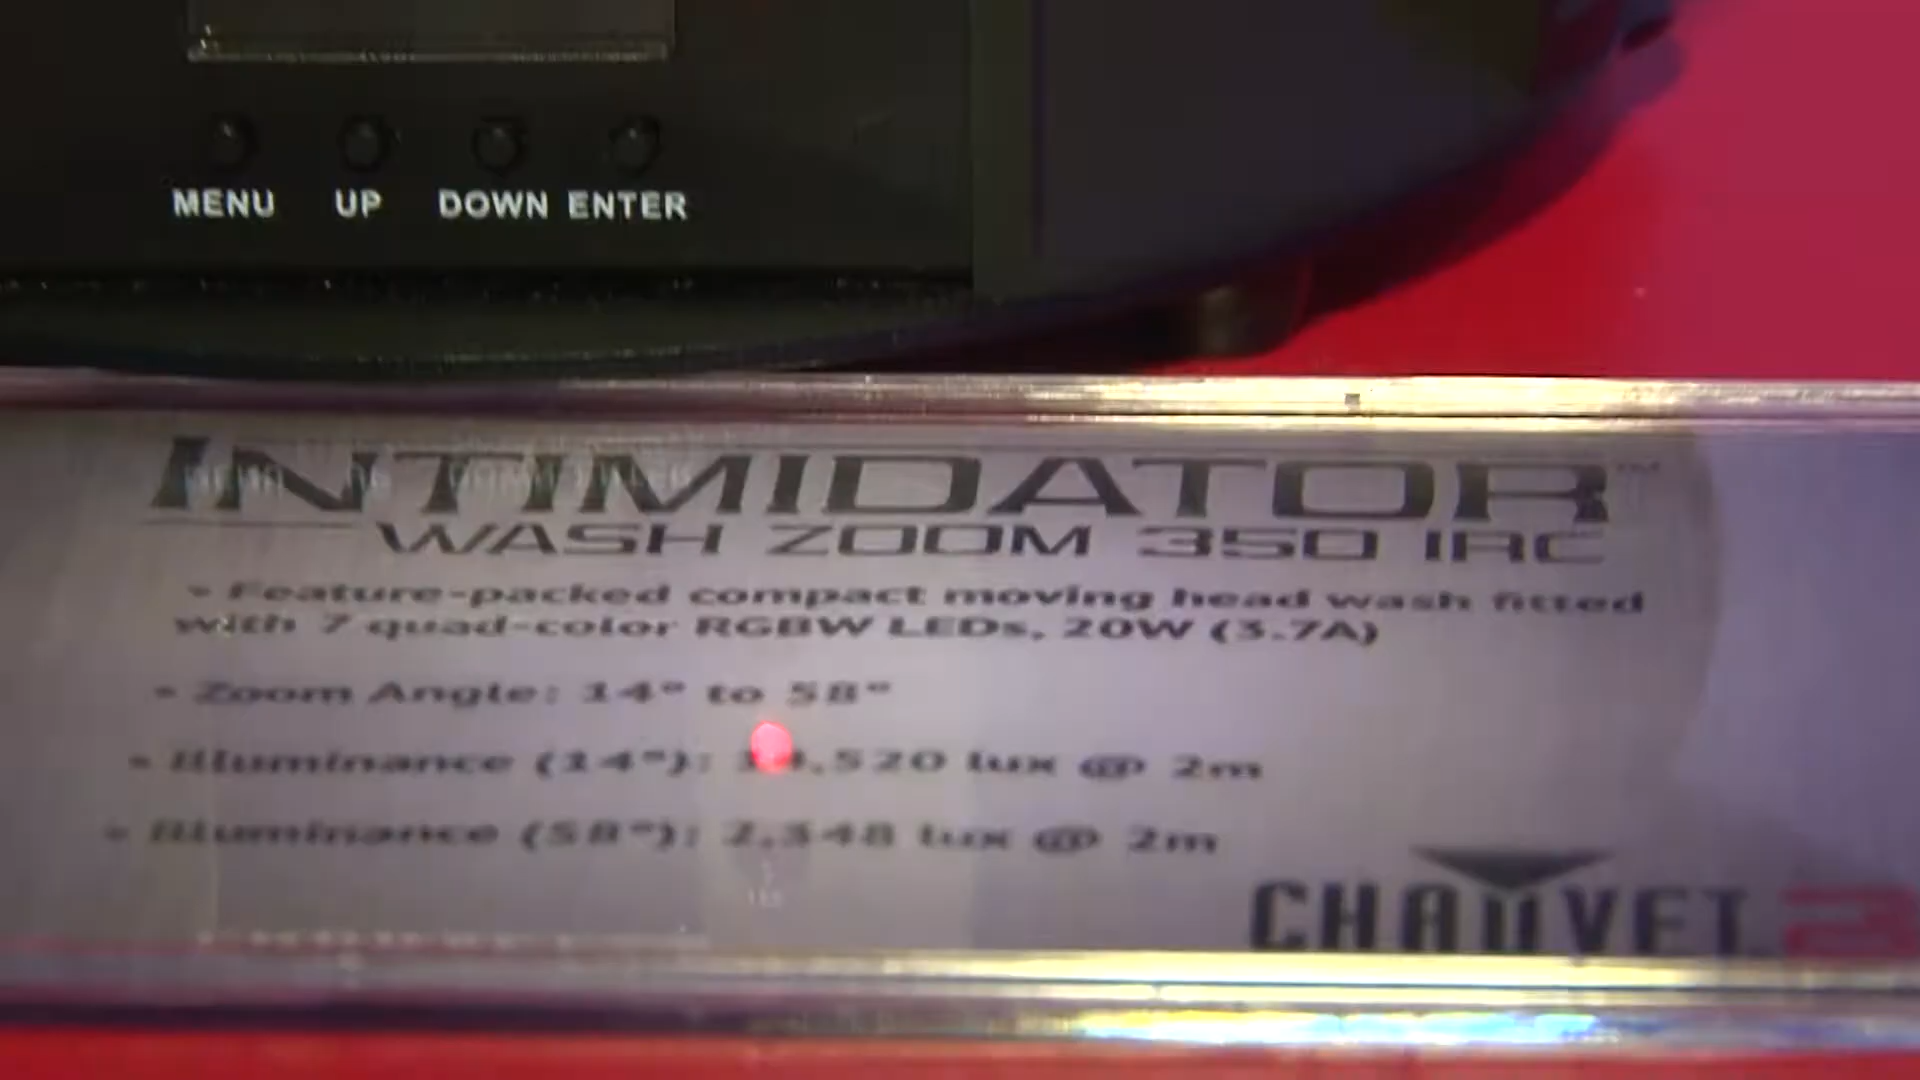 MENU UP DOWN ENTER
INTIMIDATOR™
WASH ZOOM 350 IRC
- Feature-packed compact moving head wash fitted
with 7 quad-color RGBW LEDs, 20W (3.7A)
- Zoom Angle: 14° to 58°
- Illuminance (14°): lux @ 2m
- Illuminance (58°): 2,348 lux @ 2m
CHAUVET